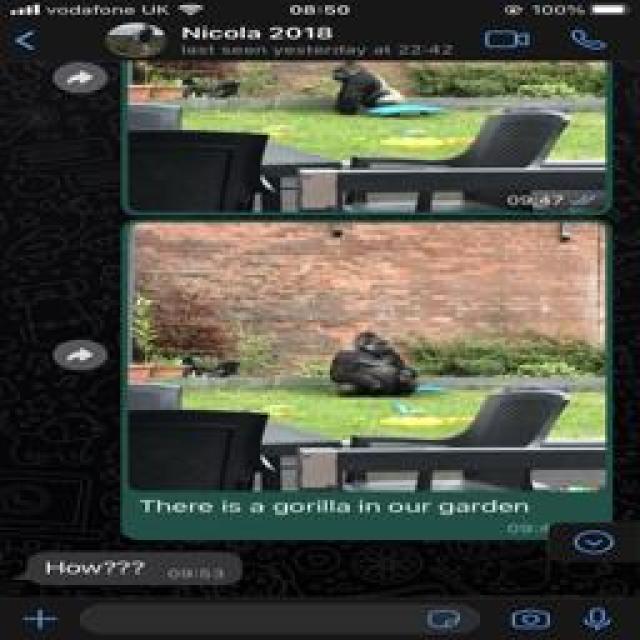 vodafone UK 08:50 100%
Nicola 2018
last seen yesterday at 22:42
09:47
There is a gorilla in our garden
How??? 09:53